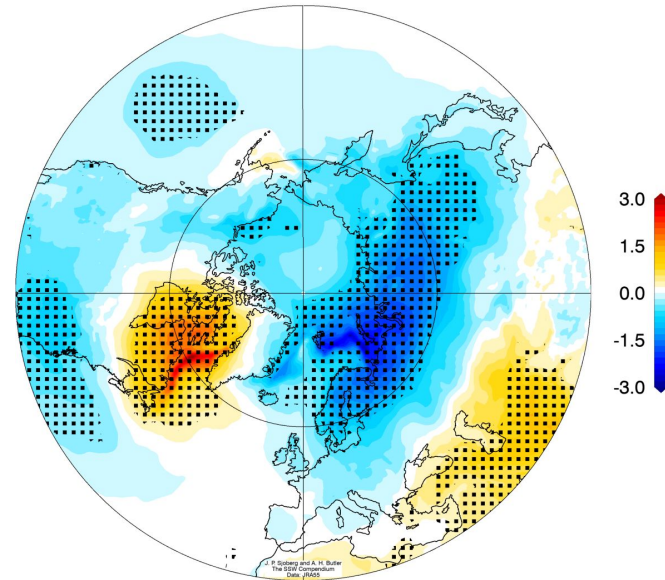 3.0
1.5
0.0
-1.5
-3.0
J. P. Sjoberg and A. H. Butler
The SSW Compendium
Data: JRA55